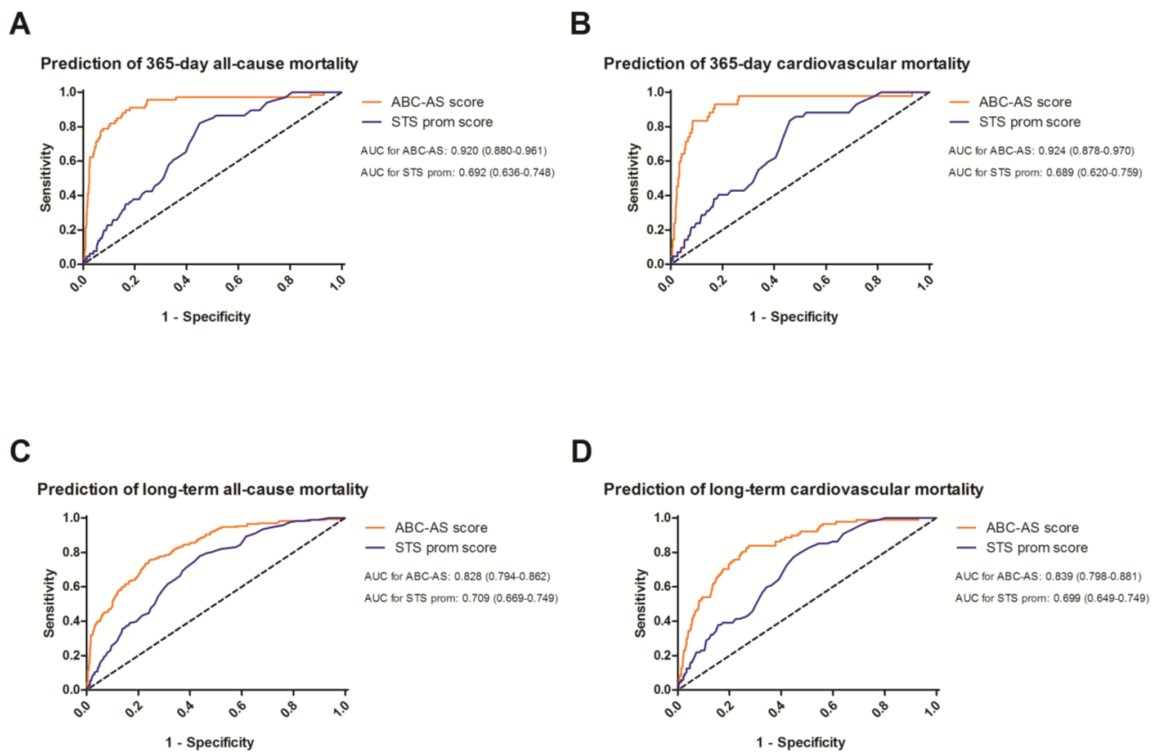 A
Prediction of 365-day all-cause mortality
1.0
0.8
0.6
0.4
0.2
0.0
Sensitivity
0.0 0.2 0.4 0.6 0.8 1.0
1 - Specificity
ABC-AS score
STS prom score
AUC for ABC-AS: 0.920 (0.880-0.961)
AUC for STS prom: 0.692 (0.636-0.748)
B
Prediction of 365-day cardiovascular mortality
1.0
0.8
0.6
0.4
0.2
0.0
Sensitivity
0.0 0.2 0.4 0.6 0.8 1.0
1 - Specificity
ABC-AS score
STS prom score
AUC for ABC-AS: 0.924 (0.878-0.970)
AUC for STS prom: 0.689 (0.620-0.759)
C
Prediction of long-term all-cause mortality
1.0
0.8
0.6
0.4
0.2
0.0
Sensitivity
0.0 0.2 0.4 0.6 0.8 1.0
1 - Specificity
ABC-AS score
STS prom score
AUC for ABC-AS: 0.828 (0.794-0.862)
AUC for STS prom: 0.709 (0.669-0.749)
D
Prediction of long-term cardiovascular mortality
1.0
0.8
0.6
0.4
0.2
0.0
Sensitivity
0.0 0.2 0.4 0.6 0.8 1.0
1 - Specificity
ABC-AS score
STS prom score
AUC for ABC-AS: 0.839 (0.798-0.881)
AUC for STS prom: 0.699 (0.649-0.749)